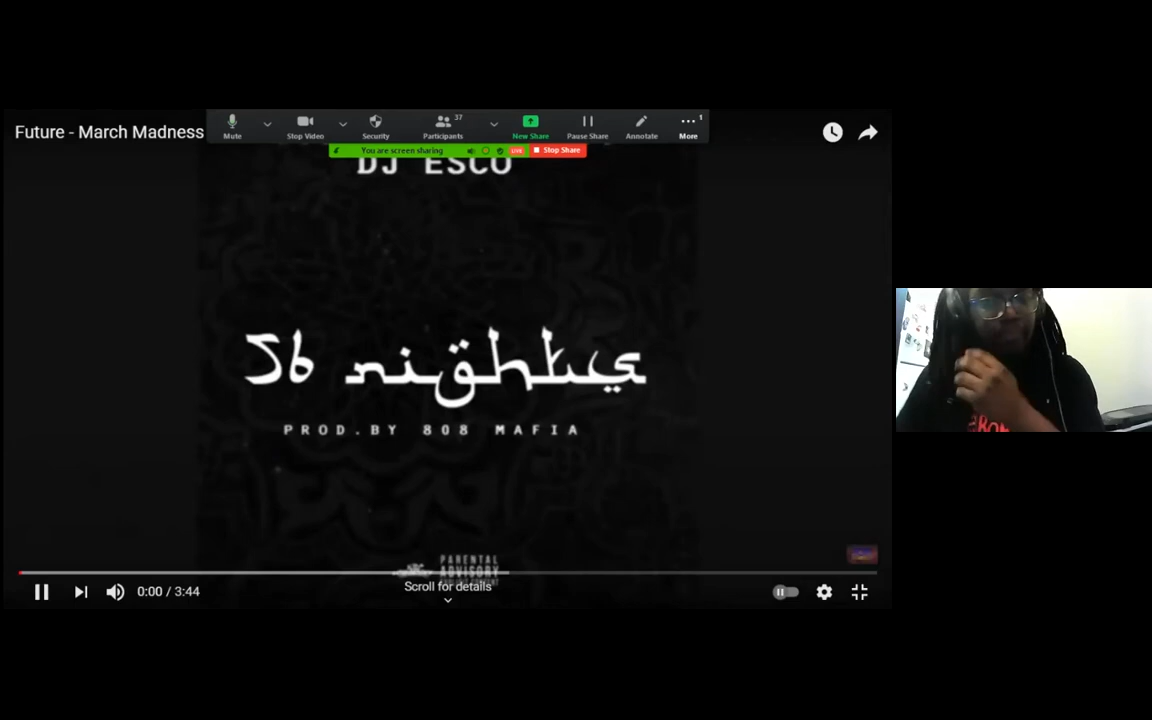 Future - March Madness
Mute
Stop Video
Security
Participants
37
New Share
Pause Share
Annotate
More
1
You are screen sharing
LIVE
Stop Share
DJ ESCO
56 nights
PROD.BY 808 MAFIA
PARENTAL
ADVISORY
Scroll for details
0:00 / 3:44